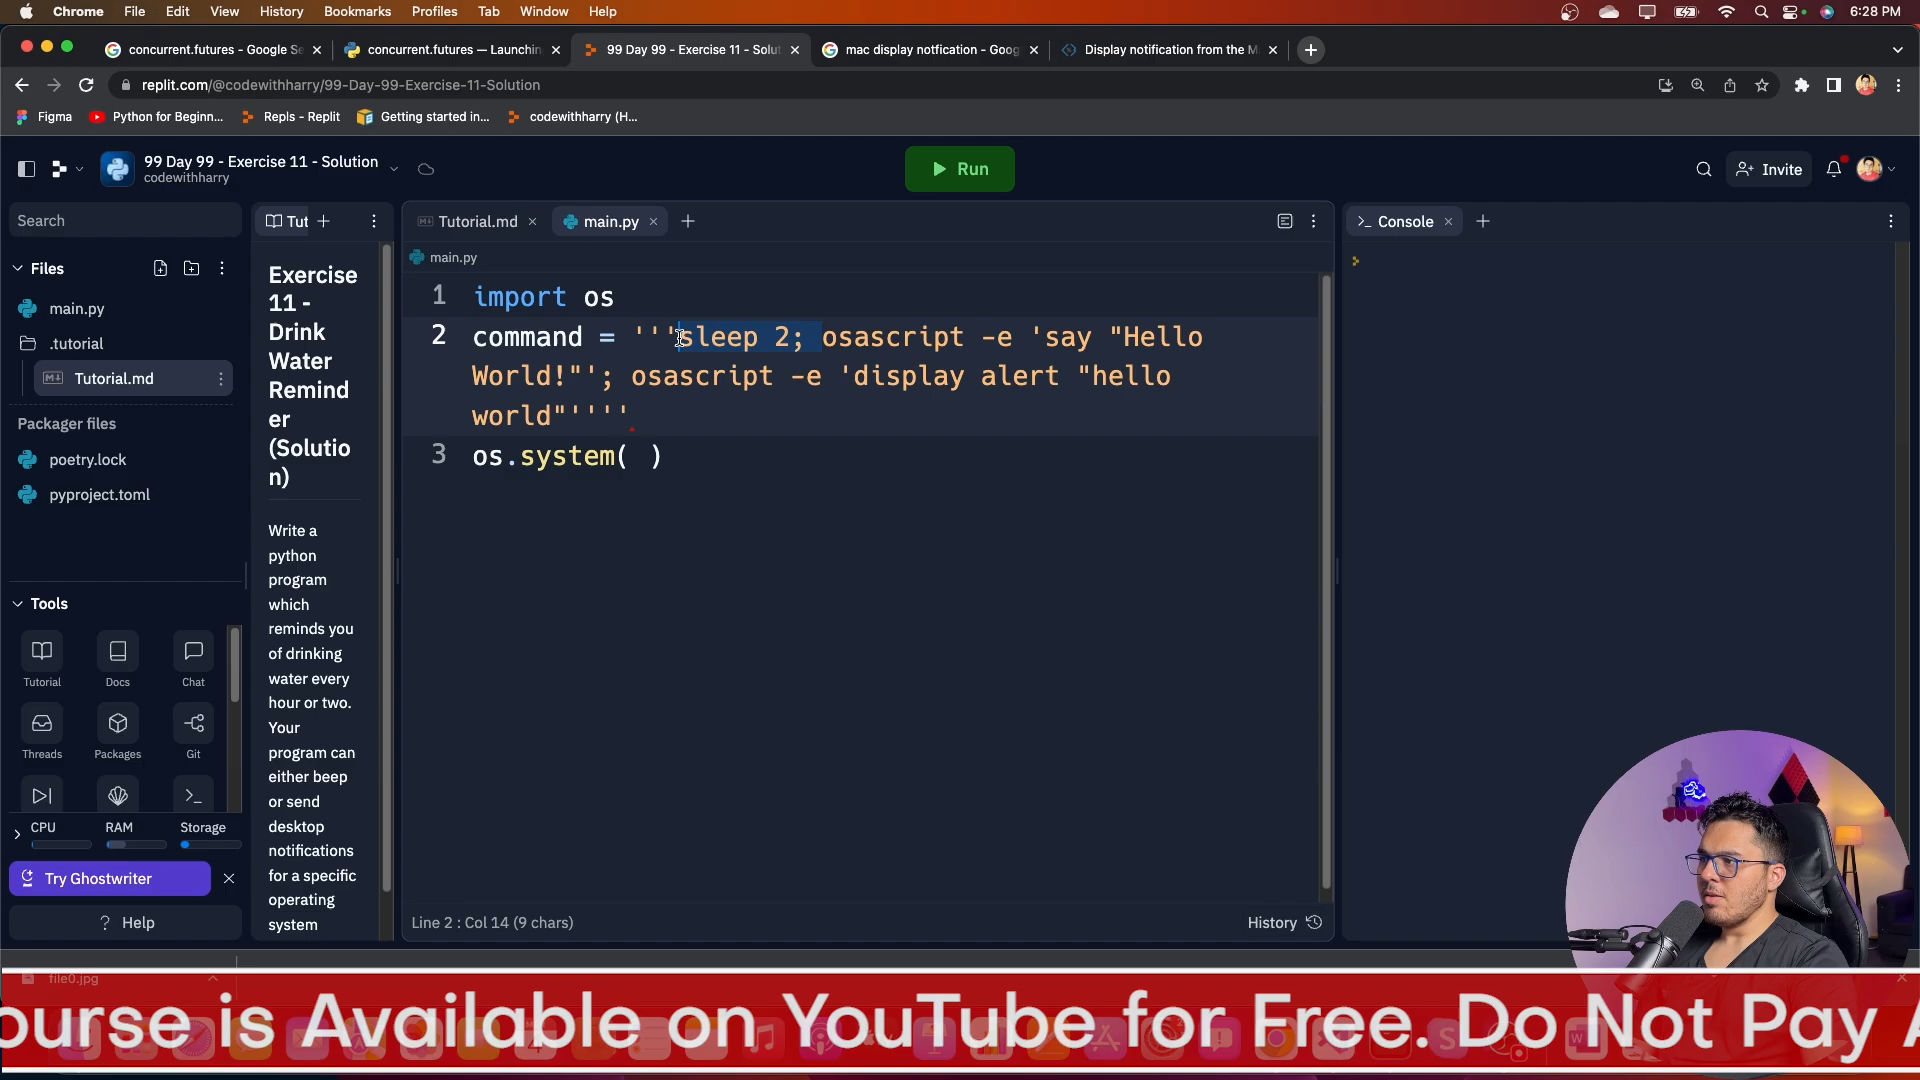 Chrome File Edit View History Bookmarks Profiles Tab Window Help 6:28 PM
concurrent.futures - Google Se
concurrent.futures — Launchin
99 Day 99 - Exercise 11 - Solut
mac display notfication - Goog
Display notification from the M
replit.com/@codewithharry/99-Day-99-Exercise-11-Solution
Figma
Python for Beginn...
Repls - Replit
Getting started in...
codewithharry (H...
99 Day 99 - Exercise 11 - Solution
codewithharry
Run
Invite
Search
Files
main.py
.tutorial
Tutorial.md
Packager files
poetry.lock
pyproject.toml
Tools
Tutorial
Docs
Chat
Threads
Packages
Git
CPU
RAM
Storage
Try Ghostwriter
? Help
Tut
Exercise
11 -
Drink
Water
Remind
er
(Solutio
n)
Write a
python
program
which
reminds you
of drinking
water every
hour or two.
Your
program can
either beep
or send
desktop
notifications
for a specific
operating
system
Tutorial.md
main.py
main.py
1 import os
2 command = '''sleep 2; osascript -e 'say "Hello
World!"'; osascript -e 'display alert "hello
world"''''
3 os.system( )
Line 2 : Col 14 (9 chars)
History
Console
file0.jpg
ourse is Available on YouTube for Free. Do Not Pay A